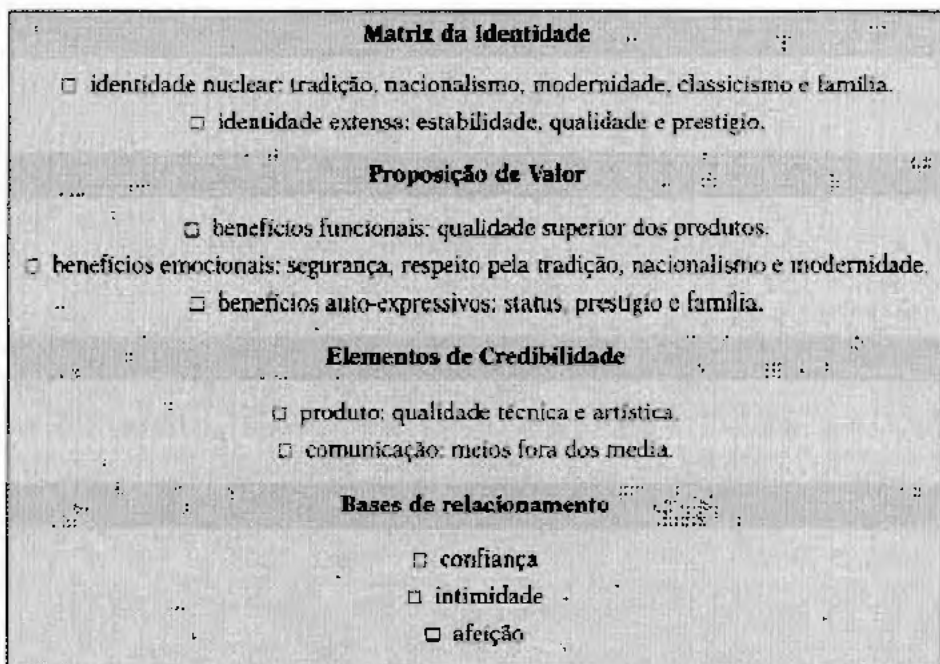 Matriz da Identidade
□ identidade nuclear: tradição, nacionalismo, modernidade, classicismo e família.
□ identidade extensa: estabilidade, qualidade e prestígio.
Proposição de Valor
□ benefícios funcionais: qualidade superior dos produtos.
□ benefícios emocionais: segurança, respeito pela tradição, nacionalismo e modernidade.
□ benefícios auto-expressivos: status, prestígio e família.
Elementos de Credibilidade
□ produto: qualidade técnica e artística.
□ comunicação: meios fora dos media.
Bases de relacionamento
□ confiança
□ intimidade
□ afeição